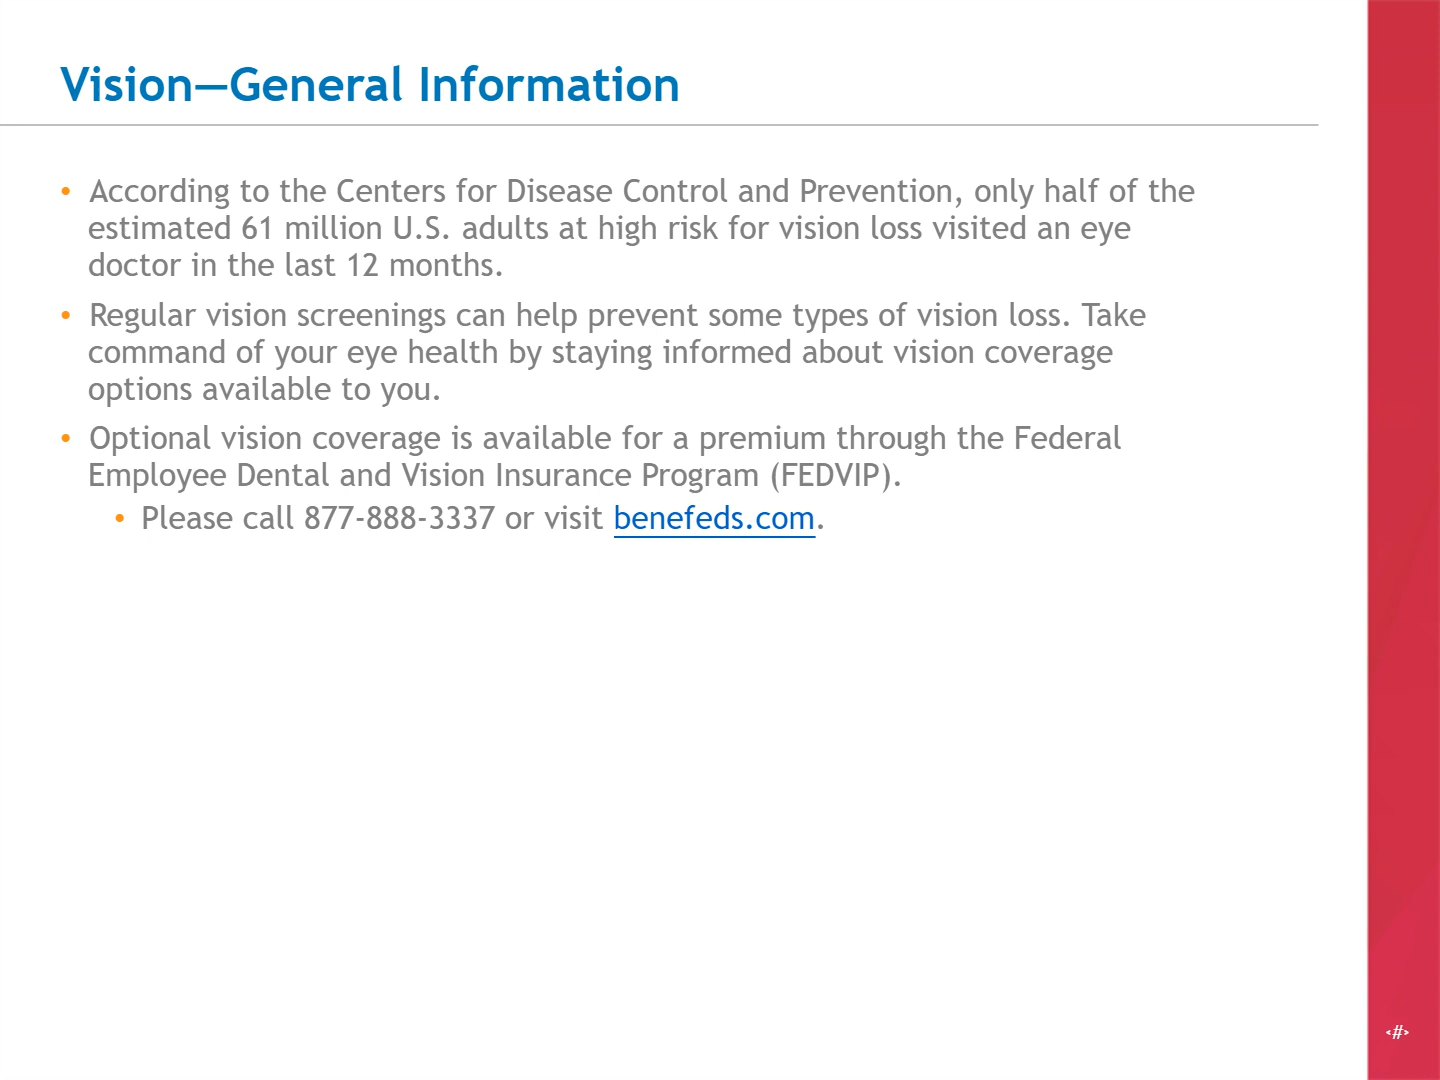 Vision—General Information
• According to the Centers for Disease Control and Prevention, only half of the
estimated 61 million U.S. adults at high risk for vision loss visited an eye
doctor in the last 12 months.
• Regular vision screenings can help prevent some types of vision loss. Take
command of your eye health by staying informed about vision coverage
options available to you.
• Optional vision coverage is available for a premium through the Federal
Employee Dental and Vision Insurance Program (FEDVIP).
• Please call 877-888-3337 or visit benefeds.com.
‹#›